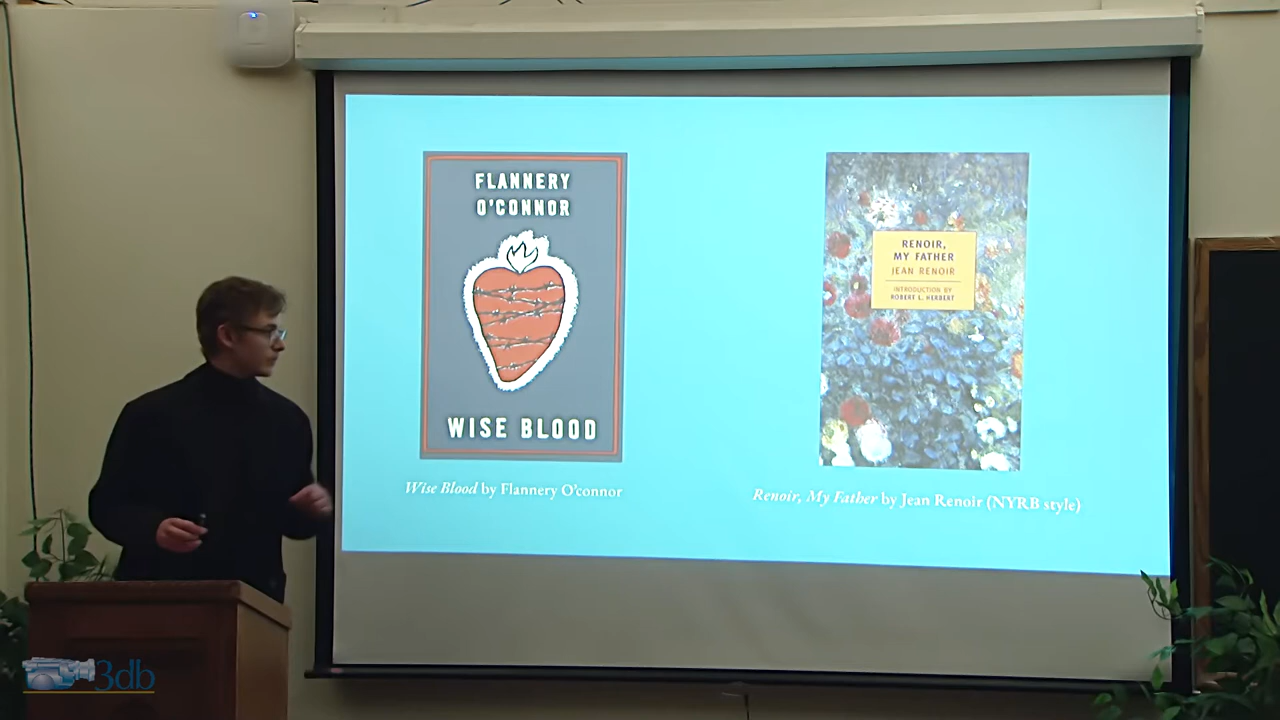 FLANNERY
O'CONNOR
WISE BLOOD
Wise Blood by Flannery O'connor
RENOIR,
MY FATHER
JEAN RENOIR
INTRODUCTION BY
ROBERT L. HERBERT
Renoir, My Father by Jean Renoir (NYRB style)
3db